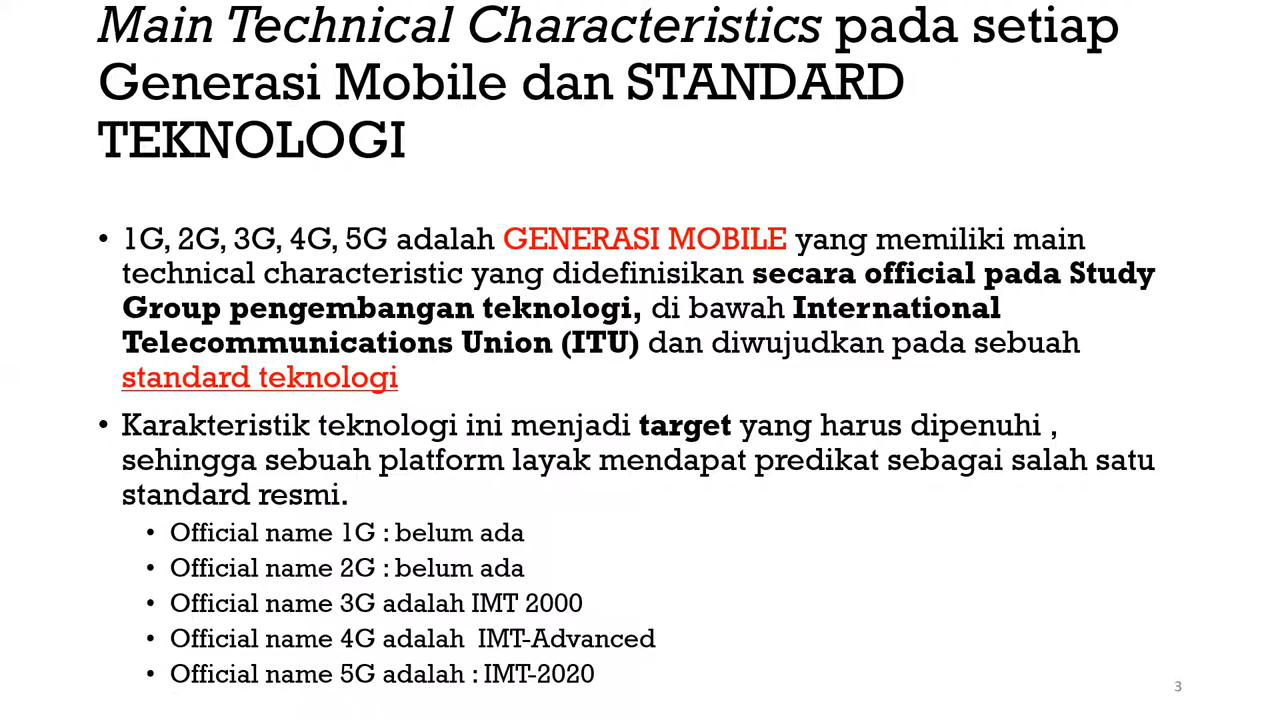 Main Technical Characteristics pada setiap
Generasi Mobile dan STANDARD
TEKNOLOGI
• 1G, 2G, 3G, 4G, 5G adalah GENERASI MOBILE yang memiliki main
technical characteristic yang didefinisikan secara official pada Study
Group pengembangan teknologi, di bawah International
Telecommunications Union (ITU) dan diwujudkan pada sebuah
standard teknologi
• Karakteristik teknologi ini menjadi target yang harus dipenuhi ,
sehingga sebuah platform layak mendapat predikat sebagai salah satu
standard resmi.
• Official name 1G : belum ada
• Official name 2G : belum ada
• Official name 3G adalah IMT 2000
• Official name 4G adalah  IMT-Advanced
• Official name 5G adalah : IMT-2020
3